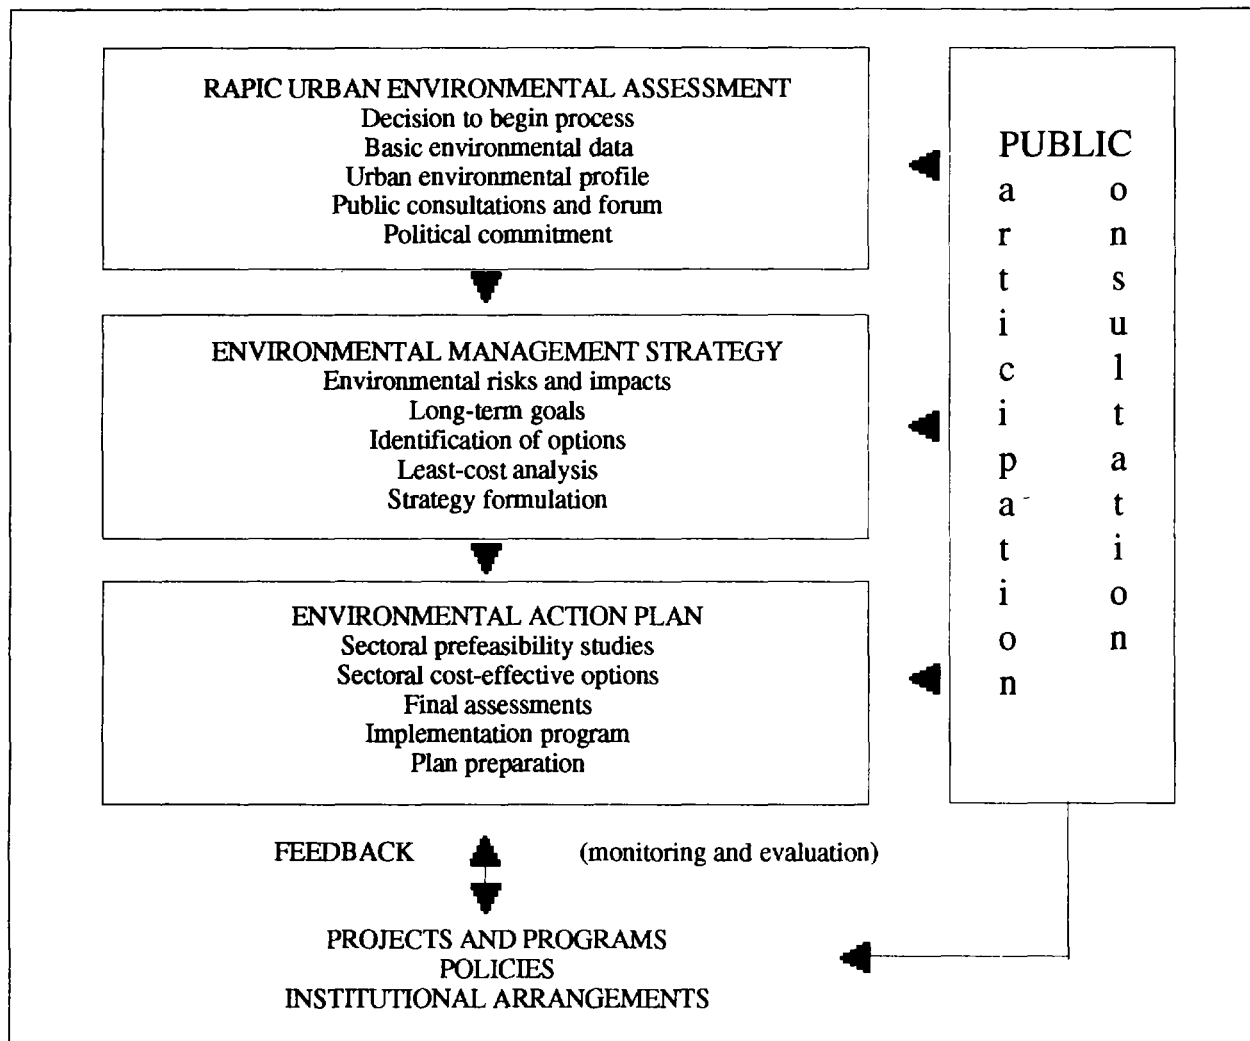 RAPIC URBAN ENVIRONMENTAL ASSESSMENT
Decision to begin process
Basic environmental data
Urban environmental profile
Public consultations and forum
Political commitment
ENVIRONMENTAL MANAGEMENT STRATEGY
Environmental risks and impacts
Long-term goals
Identification of options
Least-cost analysis
Strategy formulation
ENVIRONMENTAL ACTION PLAN
Sectoral prefeasibility studies
Sectoral cost-effective options
Final assessments
Implementation program
Plan preparation
FEEDBACK (monitoring and evaluation)
PROJECTS AND PROGRAMS
POLICIES
INSTITUTIONAL ARRANGEMENTS
PUBLIC
a o
r n
t s
i u
c l
i t
p a
a t
t i
i o
o n
n